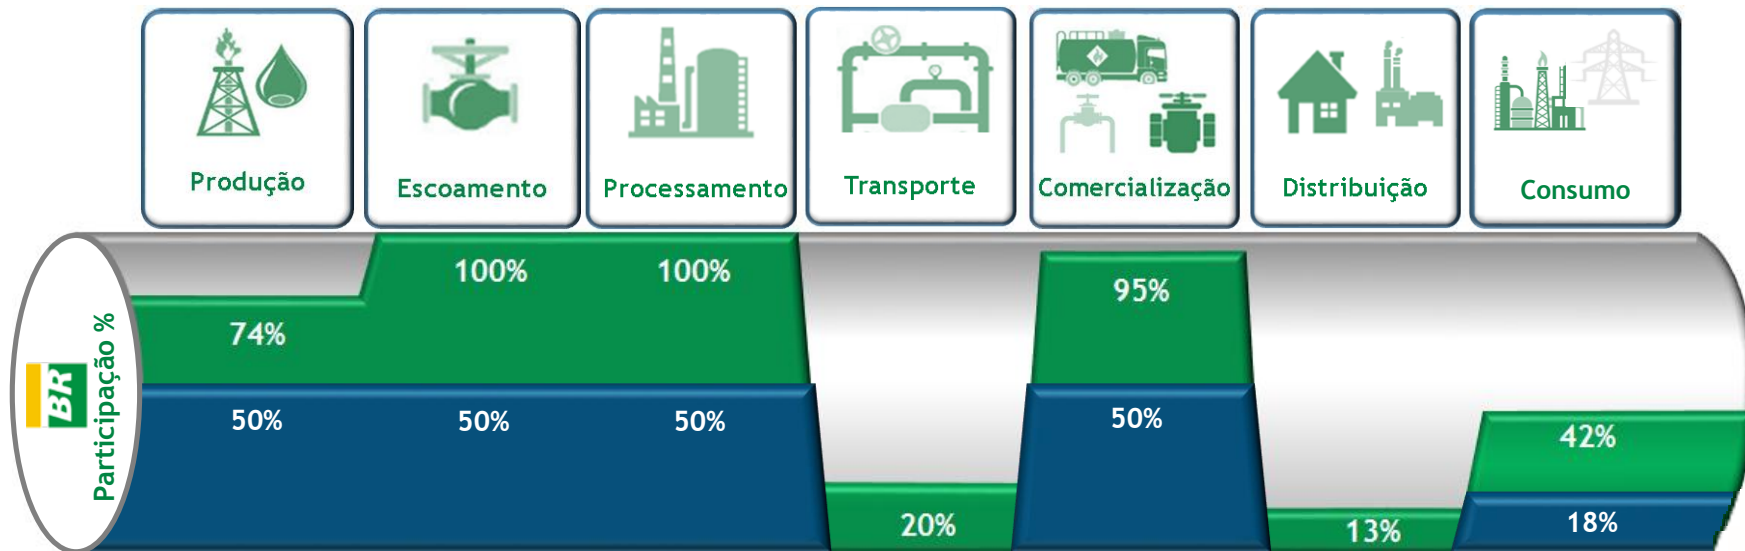 Produção
Escoamento
Processamento
Transporte
Comercialização
Distribuição
Consumo
BR
Participação %
74%
100%
100%
20%
95%
13%
42%
50%
50%
50%
50%
18%